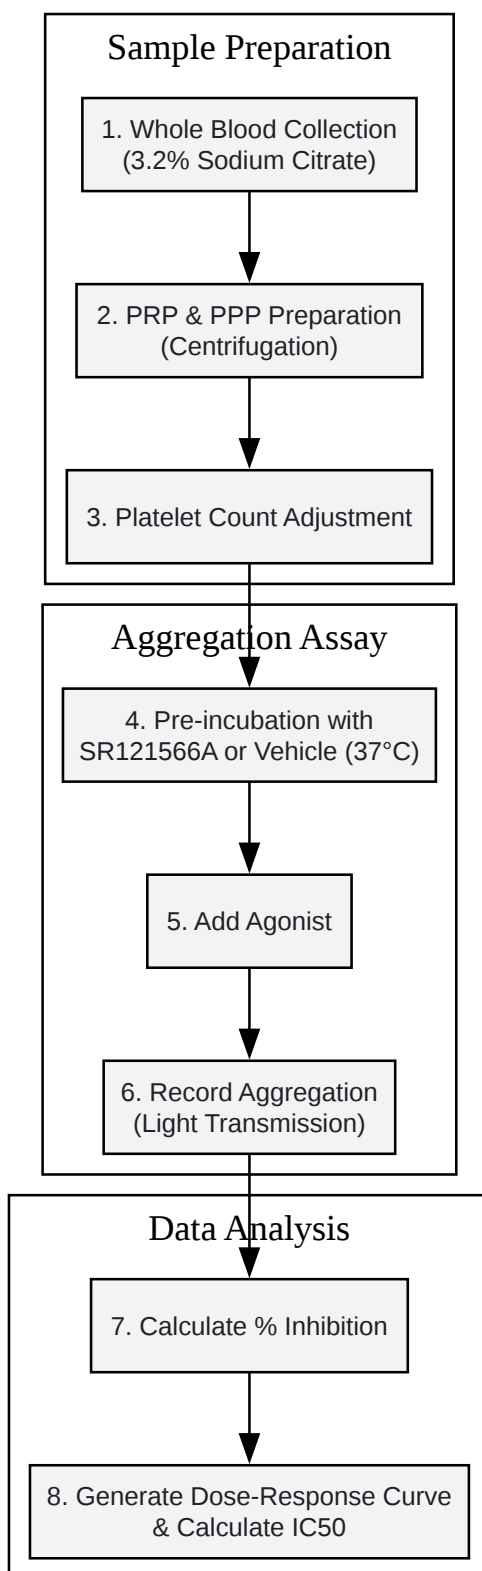 Sample Preparation
1. Whole Blood Collection
(3.2% Sodium Citrate)
2. PRP & PPP Preparation
(Centrifugation)
3. Platelet Count Adjustment
Aggregation Assay
4. Pre-incubation with
SR121566A or Vehicle (37°C)
5. Add Agonist
6. Record Aggregation
(Light Transmission)
Data Analysis
7. Calculate % Inhibition
8. Generate Dose-Response Curve
& Calculate IC50